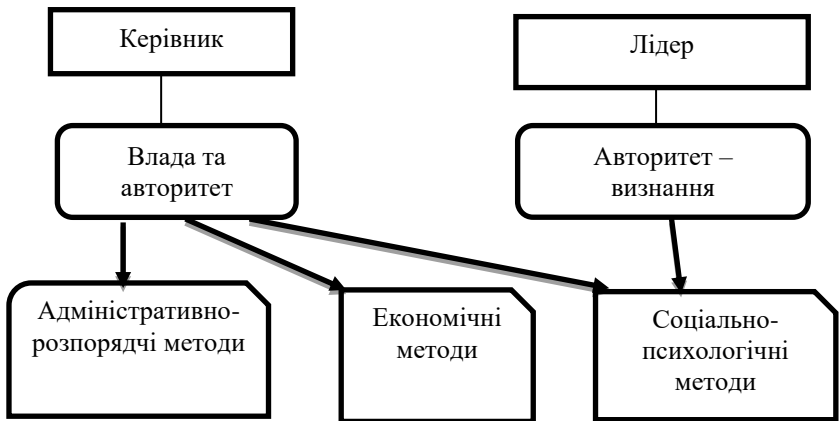 Керівник
Лідер
Влада та
авторитет
Авторитет –
визнання
Адміністративно-
розпорядчі методи
Економічні
методи
Соціально-
психологічні
методи